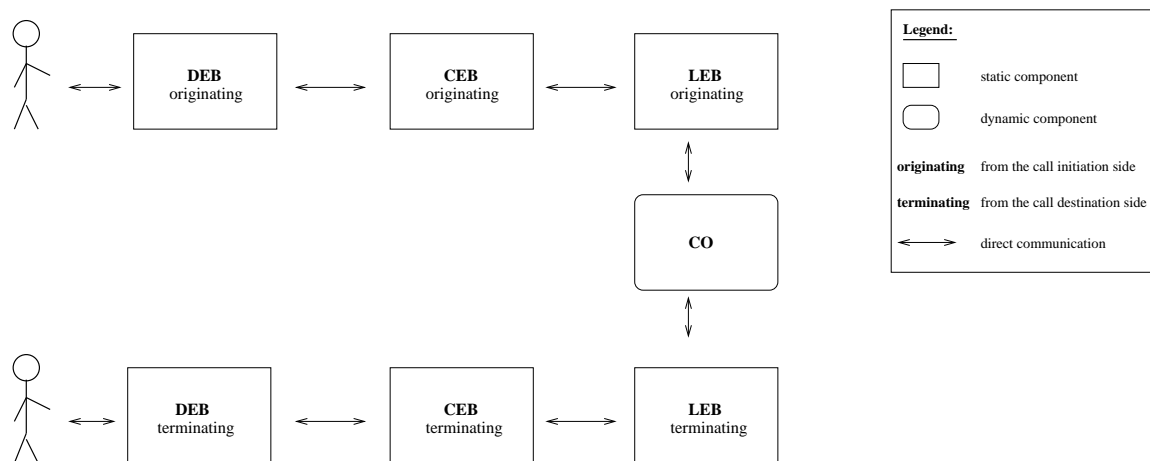 DEB
originating
CEB
originating
LEB
originating
CO
DEB
terminating
CEB
terminating
LEB
terminating
Legend:
static component
dynamic component
originating from the call initiation side
terminating from the call destination side
direct communication